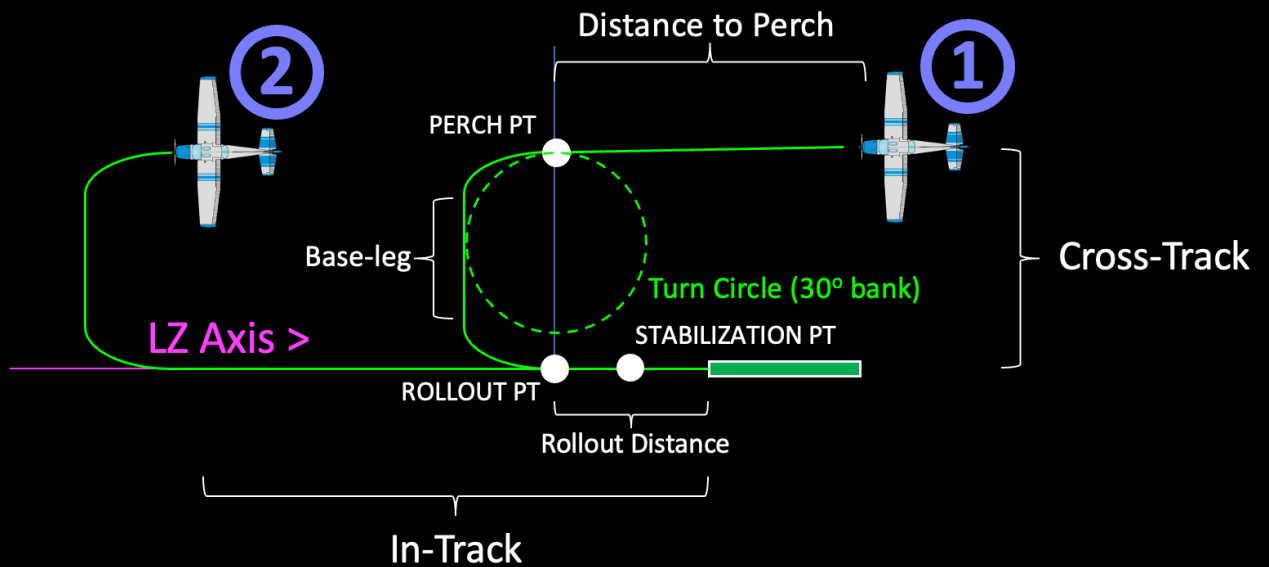 Distance to Perch
2
1
PERCH PT
Base-leg
Cross-Track
Turn Circle (30º bank)
LZ Axis >
STABILIZATION PT
ROLLOUT PT
Rollout Distance
In-Track